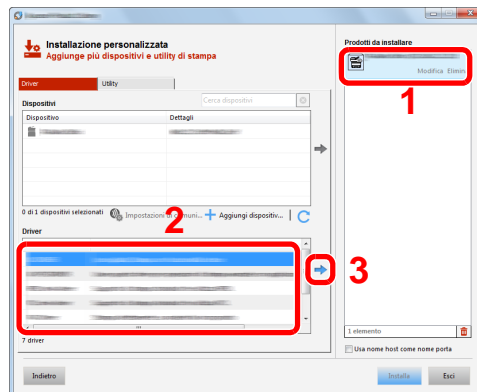 Installazione personalizzata
Aggiunge più dispositivi e utility di stampa
Driver
Utility
Dispositivi
Cerca dispositivi
Dispositivo
Dettagli
0 di 1 dispositivi selezionati
Impostazioni di comuni...
Aggiungi dispositiv...
2
Driver
3
7 driver
Prodotti da installare
Modifica Elimin
1
1 elemento
Usa nome host come nome porta
Indietro
Installa
Esci